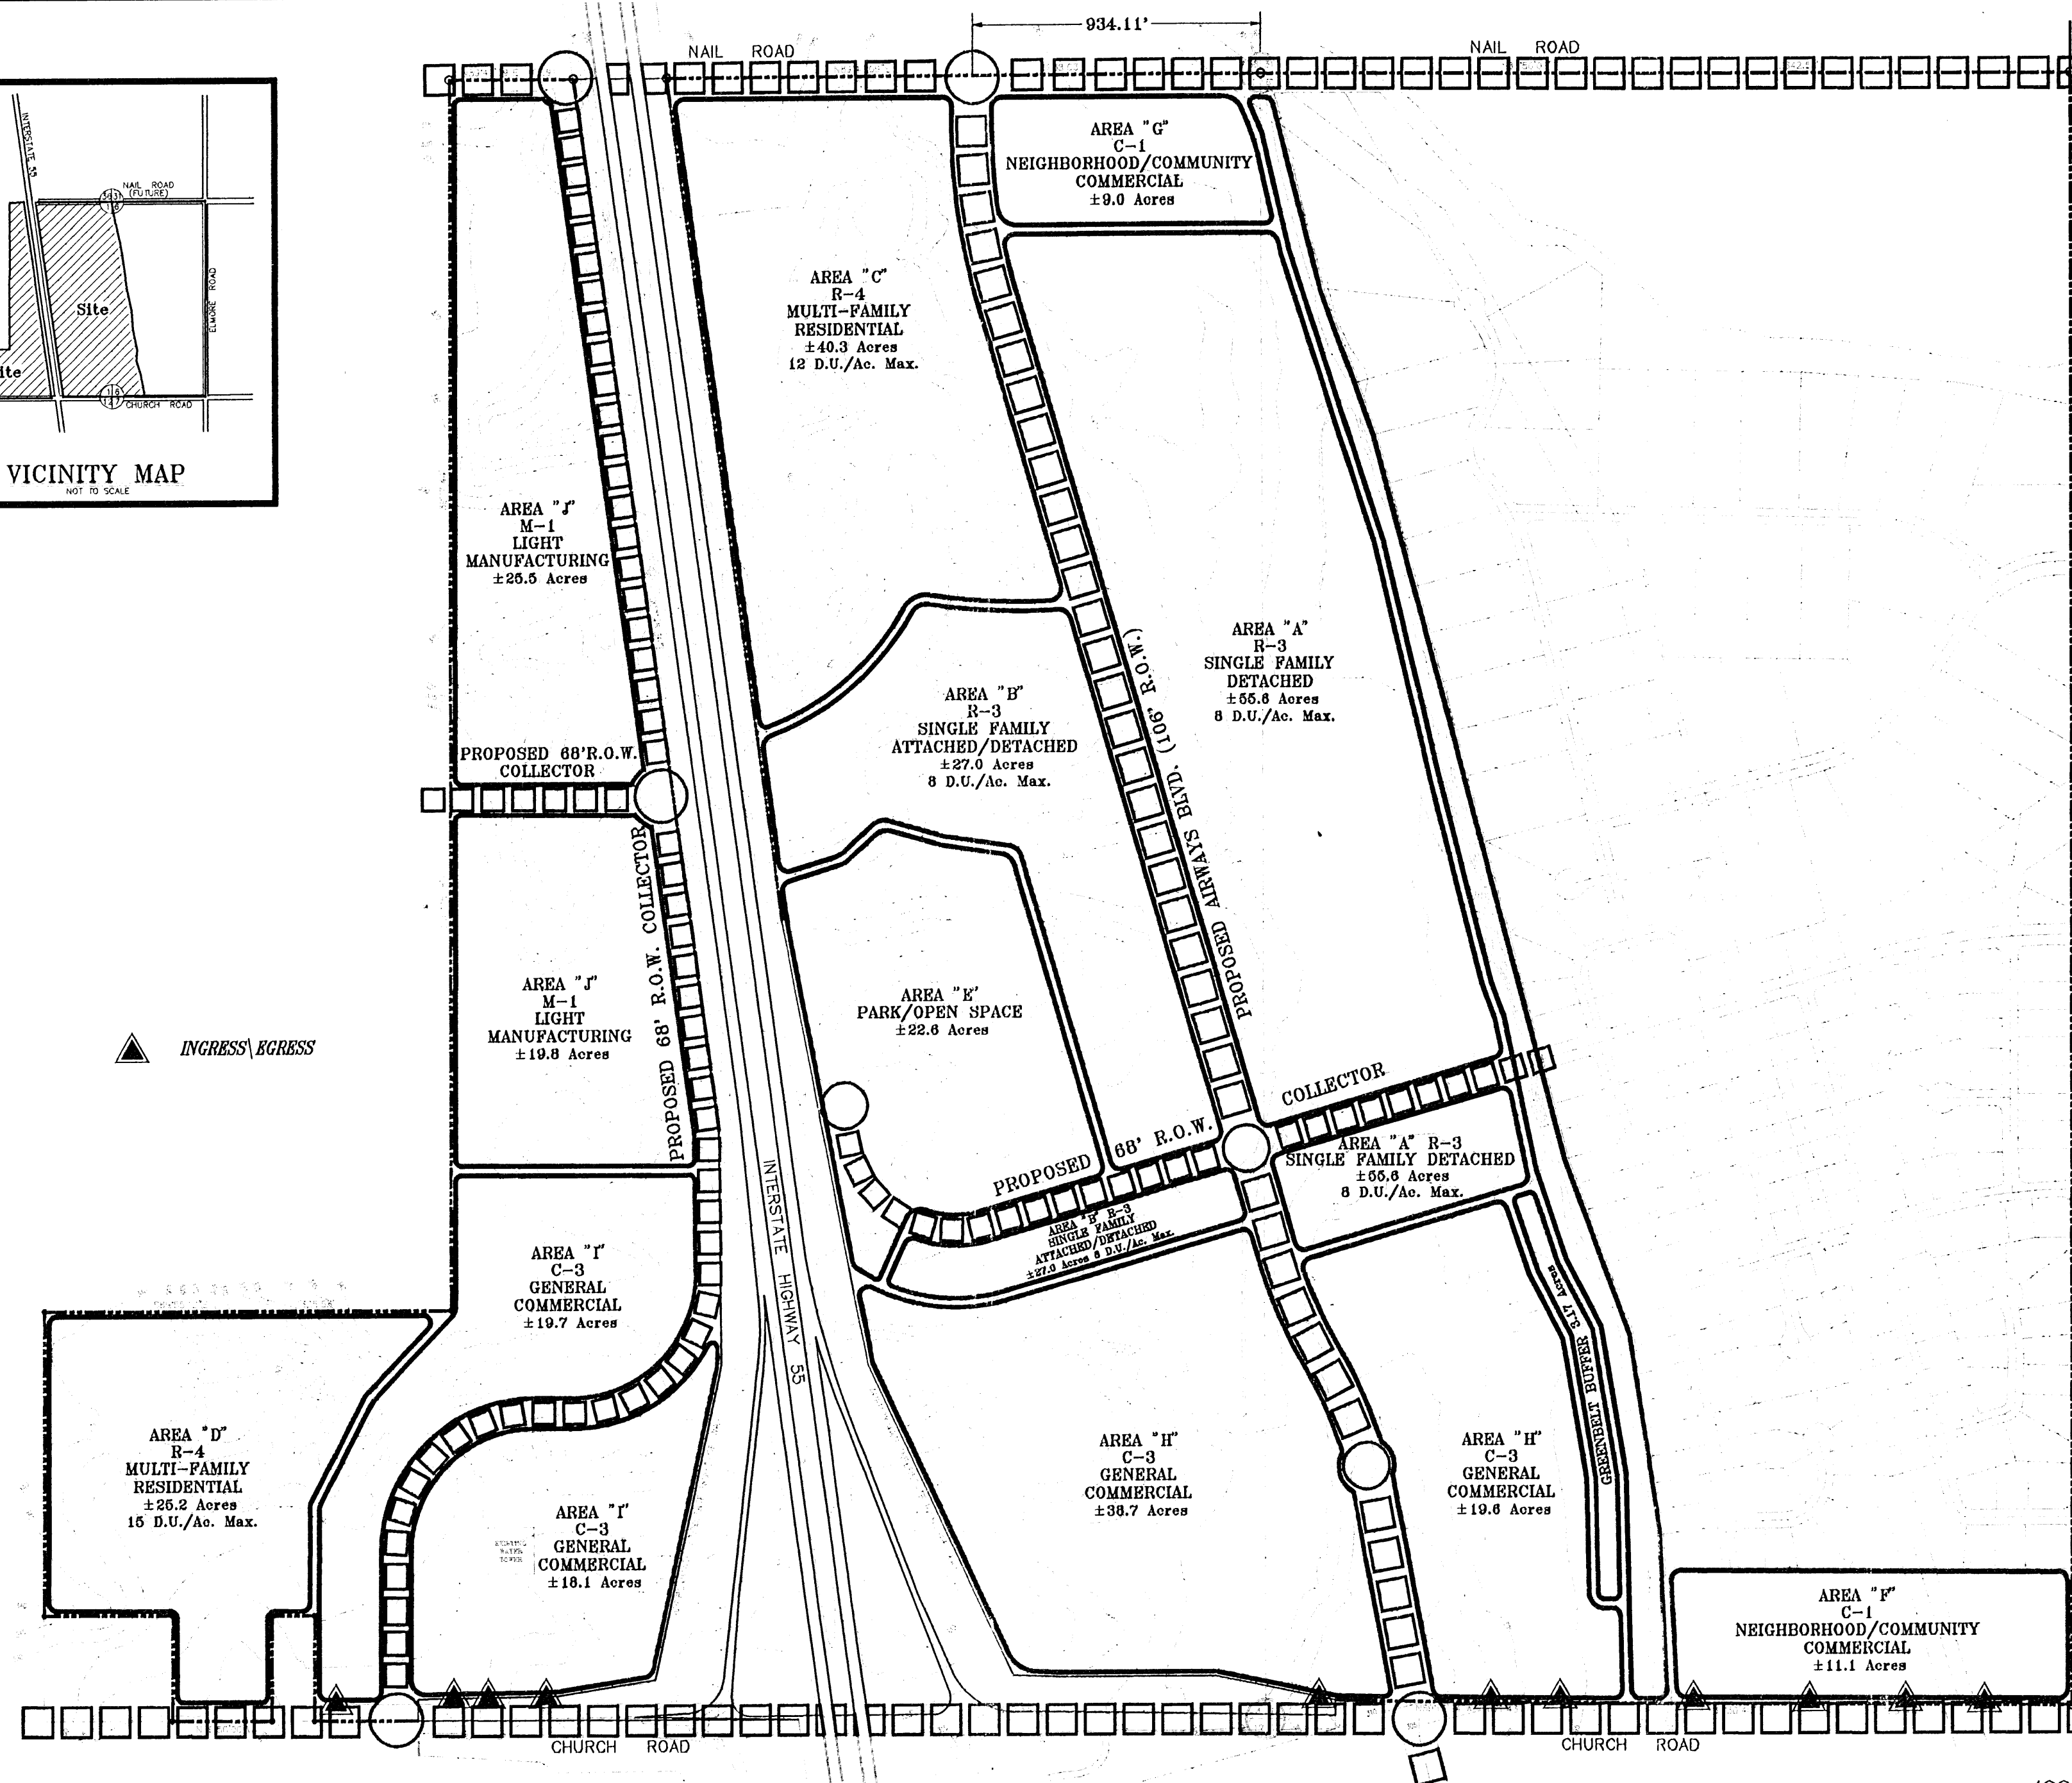 934.11'
NAIL ROAD
NAIL ROAD
INTERSTATE 55
NAIL ROAD
(FUTURE)
Site
ELMORE ROAD
CHURCH ROAD
VICINITY MAP
NOT TO SCALE
AREA "G"
C-1
NEIGHBORHOOD/COMMUNITY
COMMERCIAL
±9.0 Acres
AREA "C"
R-4
MULTI-FAMILY
RESIDENTIAL
±40.3 Acres
12 D.U./Ac. Max.
AREA "J"
M-1
LIGHT
MANUFACTURING
±25.5 Acres
AREA "A"
R-3
SINGLE FAMILY
DETACHED
±55.6 Acres
8 D.U./Ac. Max.
AREA "B"
R-3
SINGLE FAMILY
ATTACHED/DETACHED
±27.0 Acres
8 D.U./Ac. Max.
PROPOSED AIRWAYS BLVD. (106' R.O.W.)
PROPOSED 68'R.O.W.
COLLECTOR
PROPOSED 68' R.O.W. COLLECTOR
AREA "J"
M-1
LIGHT
MANUFACTURING
±19.8 Acres
AREA "E"
PARK/OPEN SPACE
±22.6 Acres
INGRESS\EGRESS
PROPOSED 68' R.O.W. COLLECTOR
AREA "A" R-3
SINGLE FAMILY DETACHED
±55.6 Acres
8 D.U./Ac. Max.
AREA "B" R-3
SINGLE FAMILY
ATTACHED/DETACHED
±27.0 Acres 8 D.U./Ac. Max.
INTERSTATE HIGHWAY 55
AREA "I"
C-3
GENERAL
COMMERCIAL
±19.7 Acres
GREENBELT BUFFER 3.17 Acres
AREA "D"
R-4
MULTI-FAMILY
RESIDENTIAL
±25.2 Acres
15 D.U./Ac. Max.
AREA "I"
C-3
GENERAL
COMMERCIAL
±18.1 Acres
EXISTING
WATER
TOWER
AREA "H"
C-3
GENERAL
COMMERCIAL
±38.7 Acres
AREA "H"
C-3
GENERAL
COMMERCIAL
±19.6 Acres
AREA "F"
C-1
NEIGHBORHOOD/COMMUNITY
COMMERCIAL
±11.1 Acres
CHURCH ROAD
CHURCH ROAD